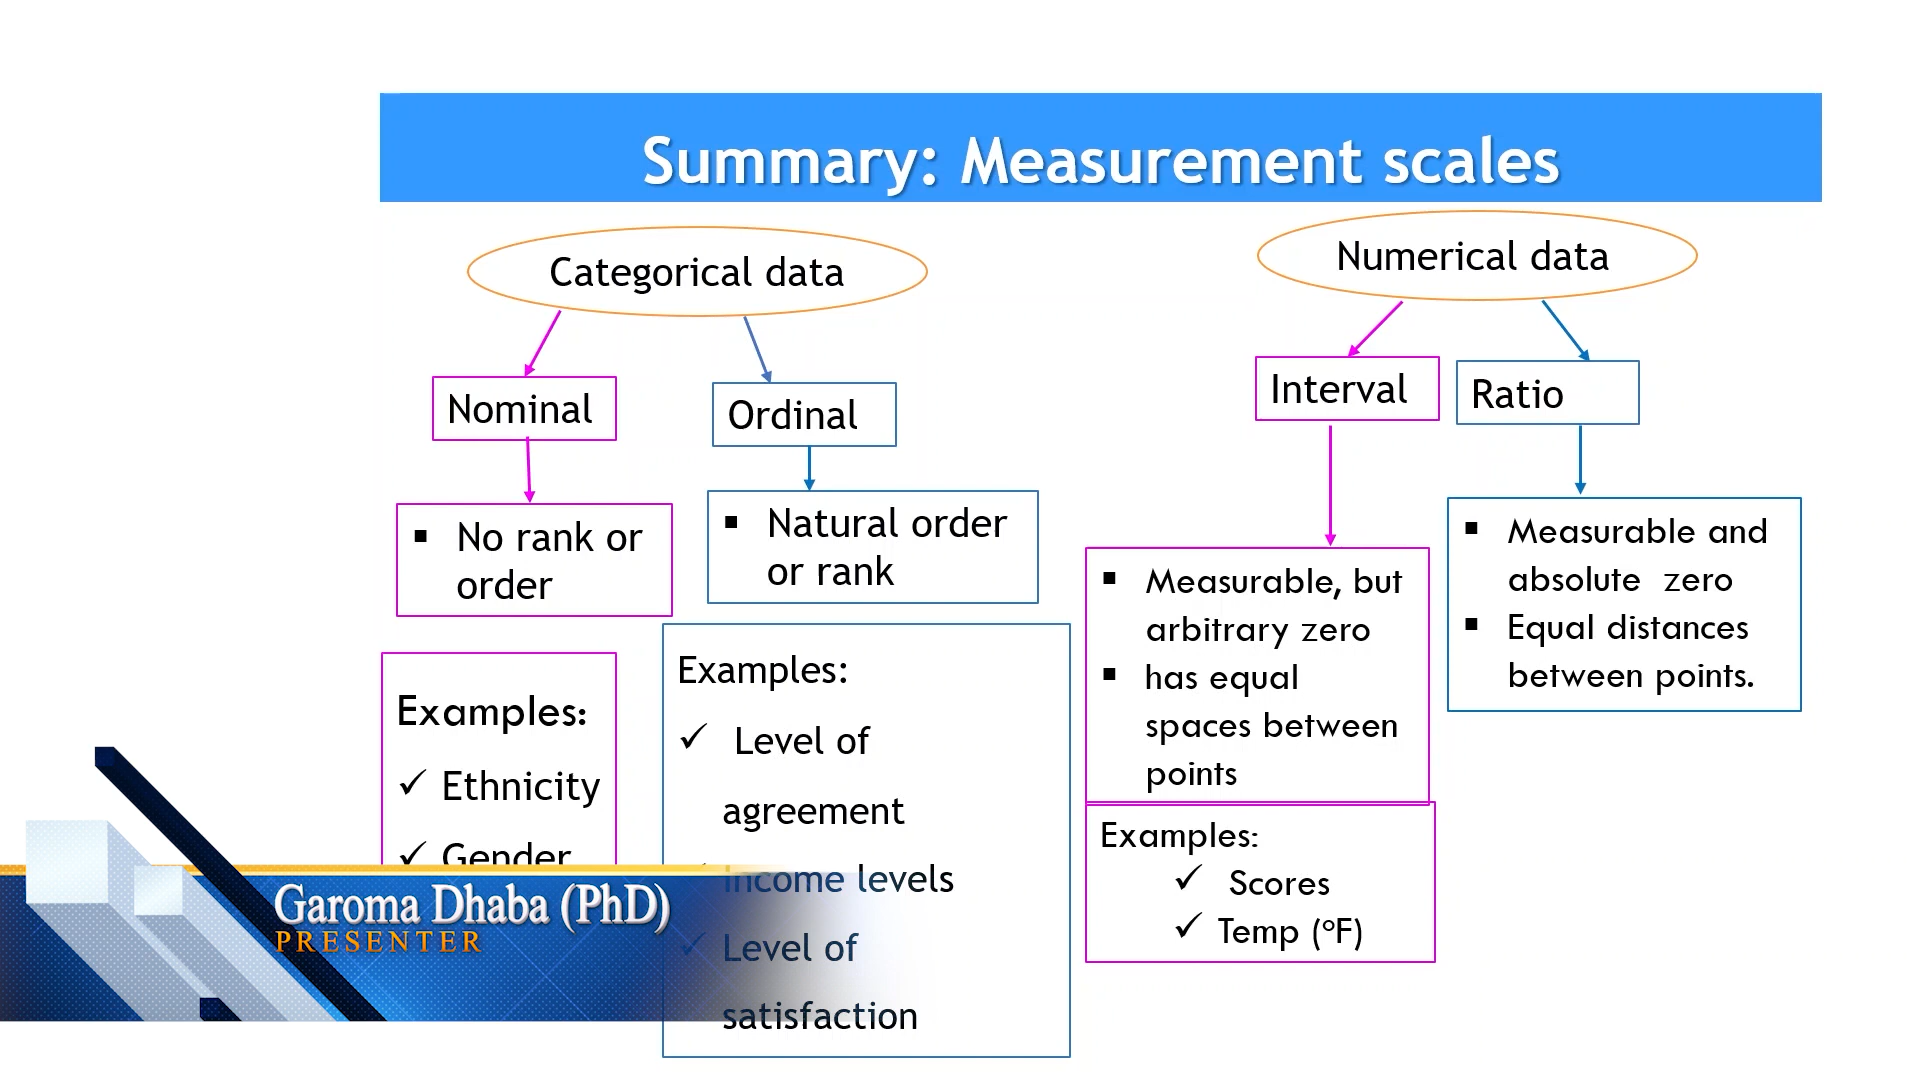 Summary: Measurement scales
Categorical data
Numerical data
Nominal
Ordinal
Interval
Ratio
▪ No rank or
order
▪ Natural order
or rank
▪ Measurable, but
arbitrary zero
▪ has equal
spaces between
points
▪ Measurable and
absolute zero
▪ Equal distances
between points.
Examples:
✓ Ethnicity
✓ Gender
Examples:
✓ Level of
agreement
✓ Income levels
✓ Level of
satisfaction
Examples:
✓ Scores
✓ Temp (°F)
Garoma Dhaba (PhD)
PRESENTER